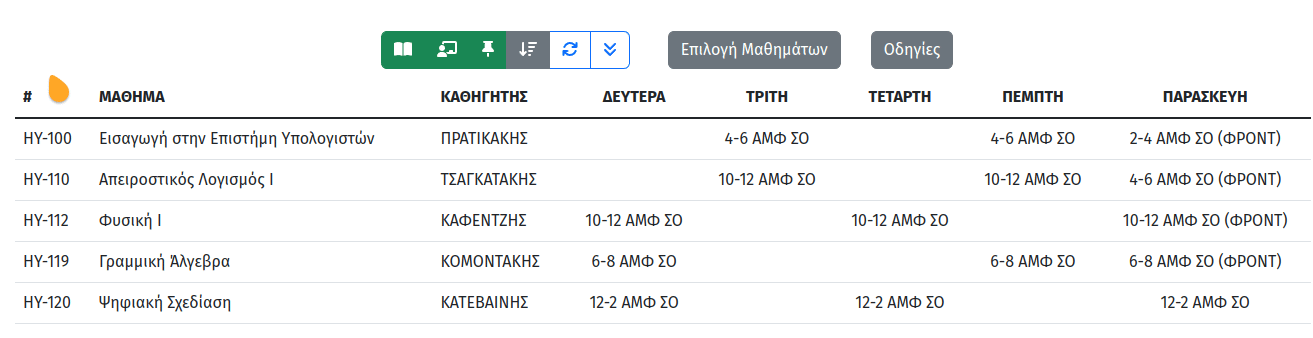 Επιλογή Μαθημάτων Οδηγίες
# ΜΑΘΗΜΑ ΚΑΘΗΓΗΤΗΣ ΔΕΥΤΕΡΑ ΤΡΙΤΗ ΤΕΤΑΡΤΗ ΠΕΜΠΤΗ ΠΑΡΑΣΚΕΥΗ
ΗΥ-100 Εισαγωγή στην Επιστήμη Υπολογιστών ΠΡΑΤΙΚΑΚΗΣ 4-6 ΑΜΦ ΣΟ 4-6 ΑΜΦ ΣΟ 2-4 ΑΜΦ ΣΟ (ΦΡΟΝΤ)
ΗΥ-110 Απειροστικός Λογισμός Ι ΤΣΑΓΚΑΤΑΚΗΣ 10-12 ΑΜΦ ΣΟ 10-12 ΑΜΦ ΣΟ 4-6 ΑΜΦ ΣΟ (ΦΡΟΝΤ)
ΗΥ-112 Φυσική Ι ΚΑΦΕΝΤΖΗΣ 10-12 ΑΜΦ ΣΟ 10-12 ΑΜΦ ΣΟ 10-12 ΑΜΦ ΣΟ (ΦΡΟΝΤ)
ΗΥ-119 Γραμμική Άλγεβρα ΚΟΜΟΝΤΑΚΗΣ 6-8 ΑΜΦ ΣΟ 6-8 ΑΜΦ ΣΟ 6-8 ΑΜΦ ΣΟ (ΦΡΟΝΤ)
ΗΥ-120 Ψηφιακή Σχεδίαση ΚΑΤΕΒΑΙΝΗΣ 12-2 ΑΜΦ ΣΟ 12-2 ΑΜΦ ΣΟ 12-2 ΑΜΦ ΣΟ